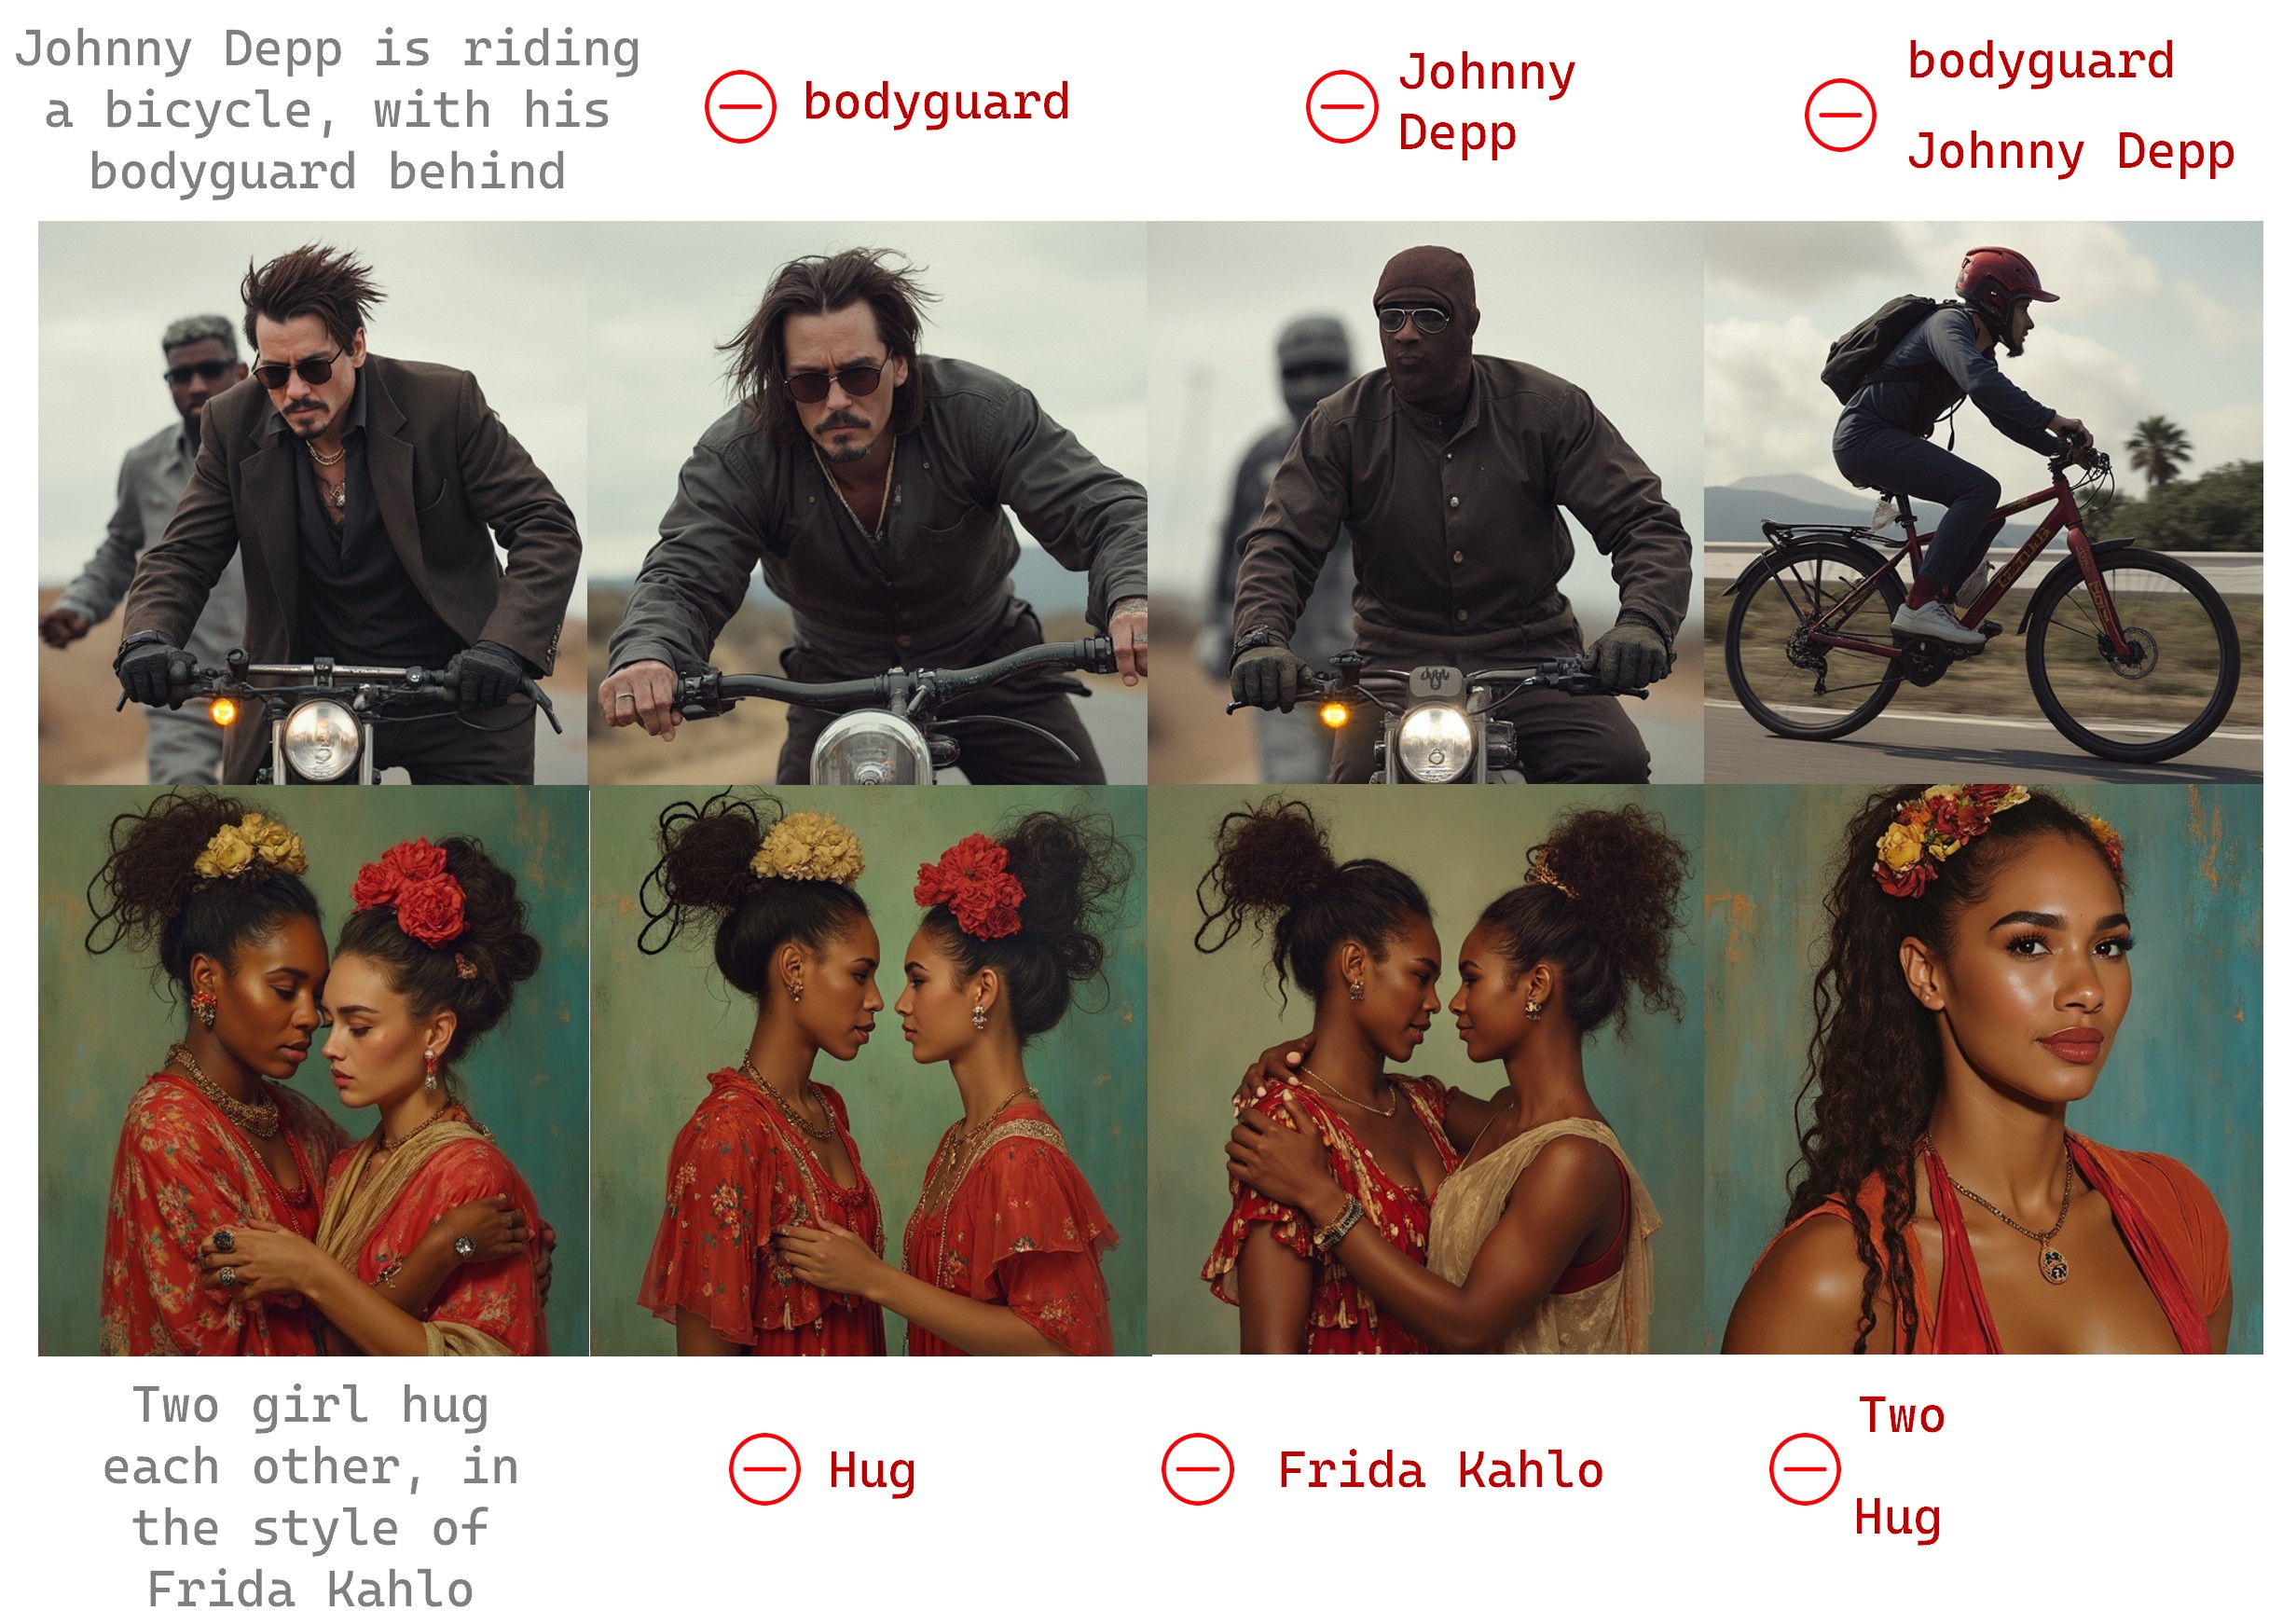 Johnny Depp is riding
a bicycle, with his
bodyguard behind
bodyguard
Johnny
Depp
bodyguard
Johnny Depp
Two girl hug
each other, in
the style of
Frida Kahlo
Hug
Frida Kahlo
Two
Hug